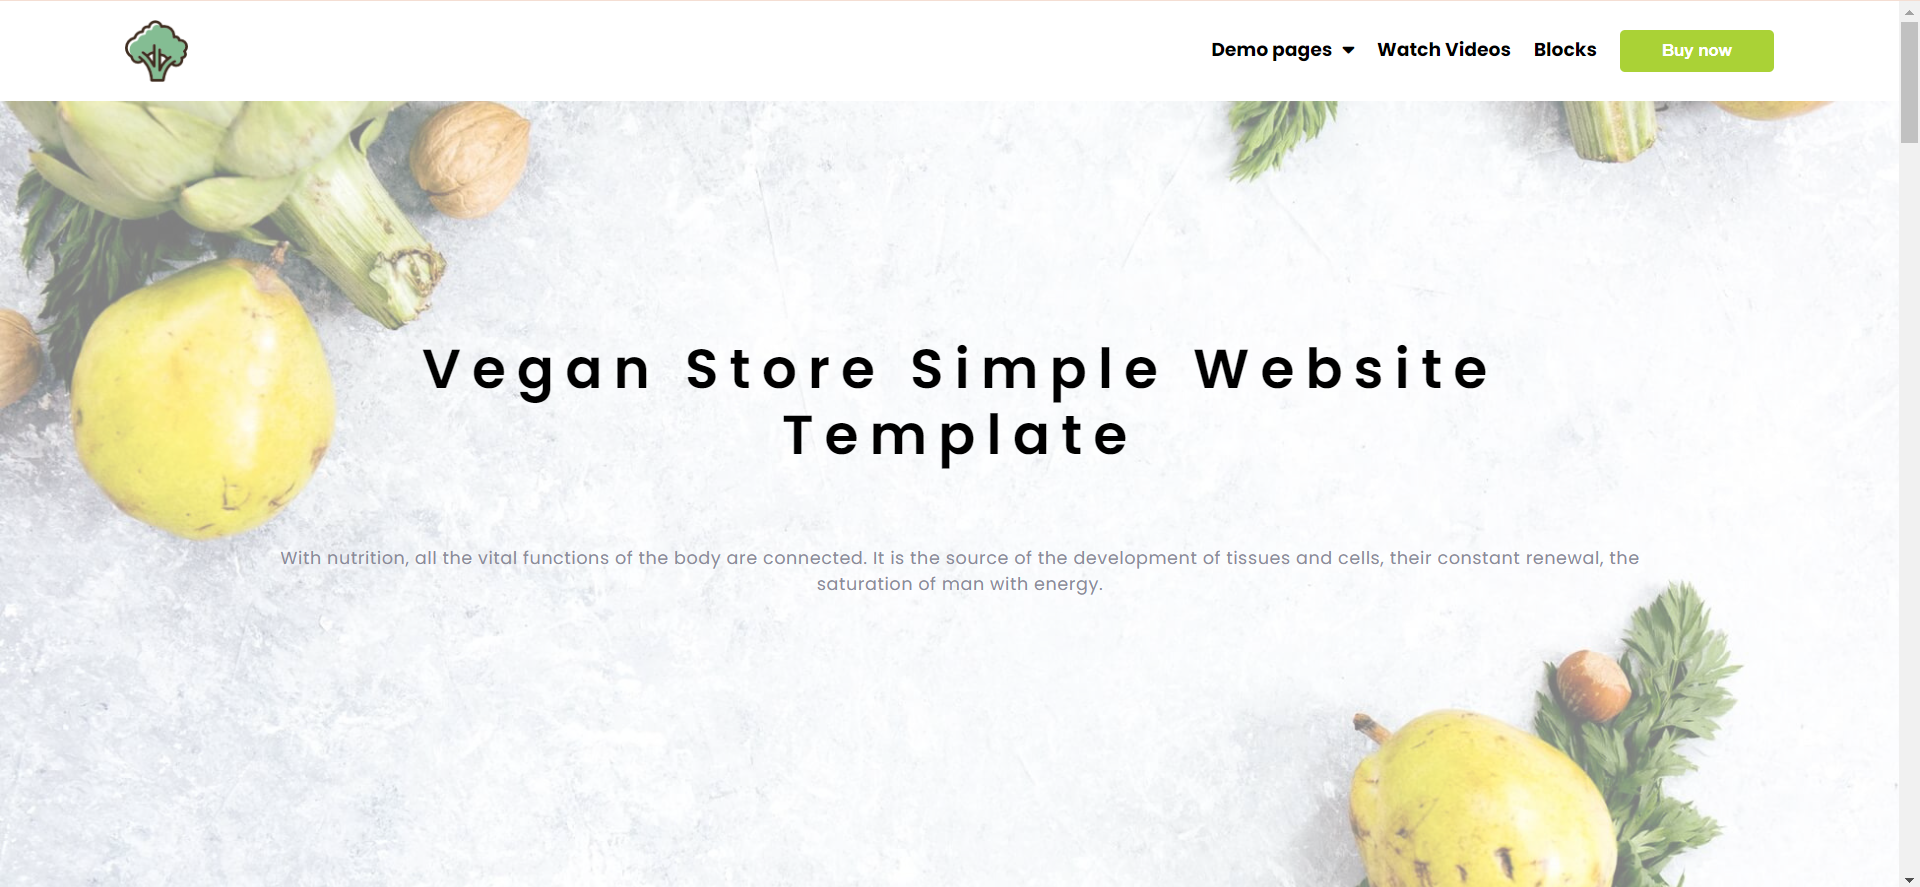 Demo pages Watch Videos Blocks Buy now
Vegan Store Simple Website
Template
With nutrition, all the vital functions of the body are connected. It is the source of the development of tissues and cells, their constant renewal, the
saturation of man with energy.